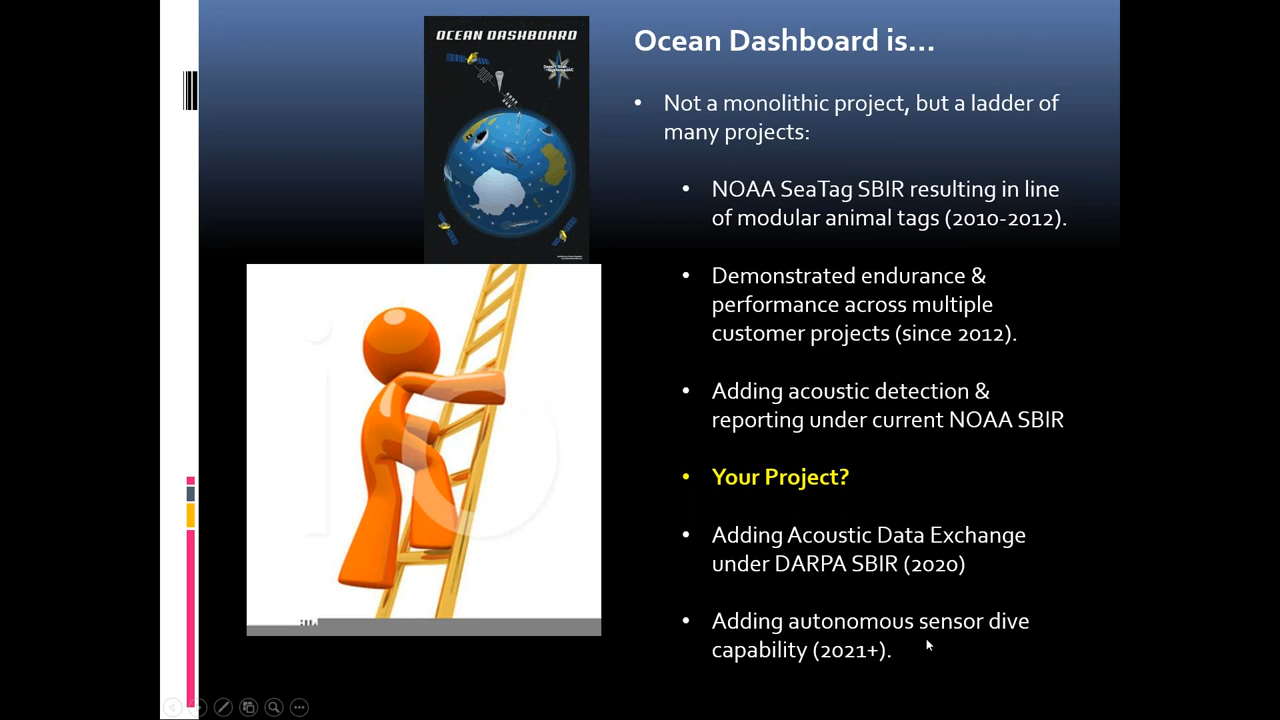 OCEAN DASHBOARD
Ocean Dashboard is...
• Not a monolithic project, but a ladder of
many projects:
• NOAA SeaTag SBIR resulting in line
of modular animal tags (2010-2012).
• Demonstrated endurance &
performance across multiple
customer projects (since 2012).
• Adding acoustic detection &
reporting under current NOAA SBIR
• Your Project?
• Adding Acoustic Data Exchange
under DARPA SBIR (2020)
• Adding autonomous sensor dive
capability (2021+).